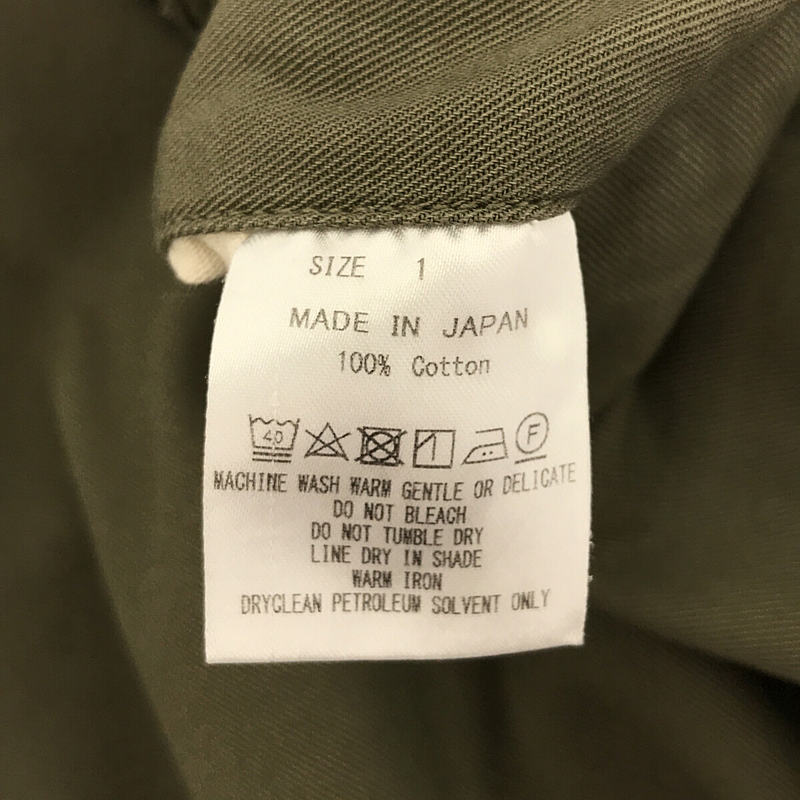 SIZE 1
MADE IN JAPAN
100% Cotton
40 F
MACHINE WASH WARM GENTLE OR DELICATE
DO NOT BLEACH
DO NOT TUMBLE DRY
LINE DRY IN SHADE
WARM IRON
DRYCLEAN PETROLEUM SOLVENT ONLY